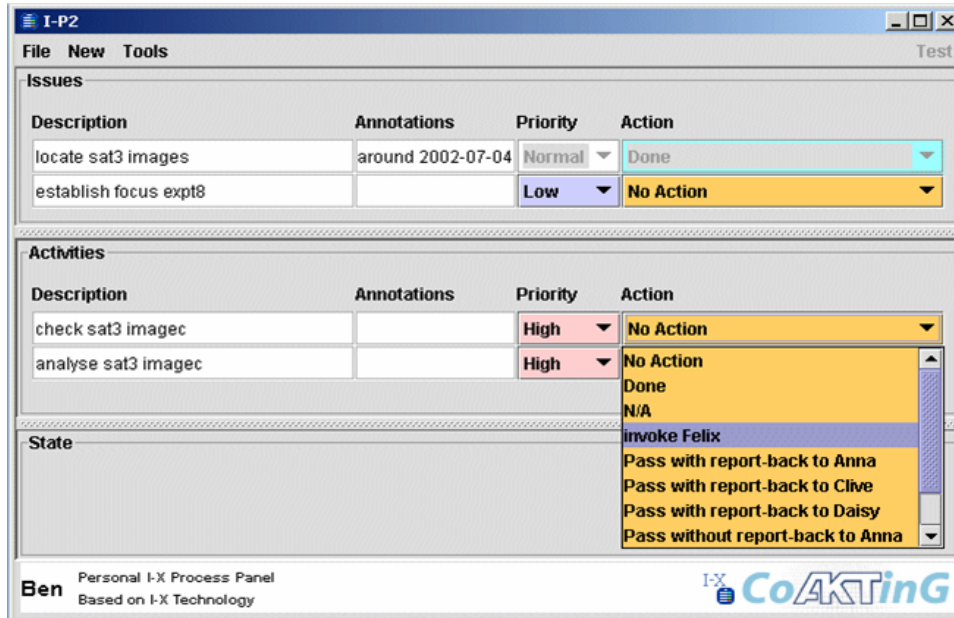 I-P2
File New Tools Test
Issues
Description Annotations Priority Action
locate sat3 images around 2002-07-04 Normal Done
establish focus expt8 Low No Action
Activities
Description Annotations Priority Action
check sat3 imagec High No Action
analyse sat3 imagec High No Action
Done
N/A
invoke Felix
State
Pass with report-back to Anna
Pass with report-back to Clive
Pass with report-back to Daisy
Pass without report-back to Anna
Ben
Personal I-X Process Panel
Based on I-X Technology
I-X CoAKTinG